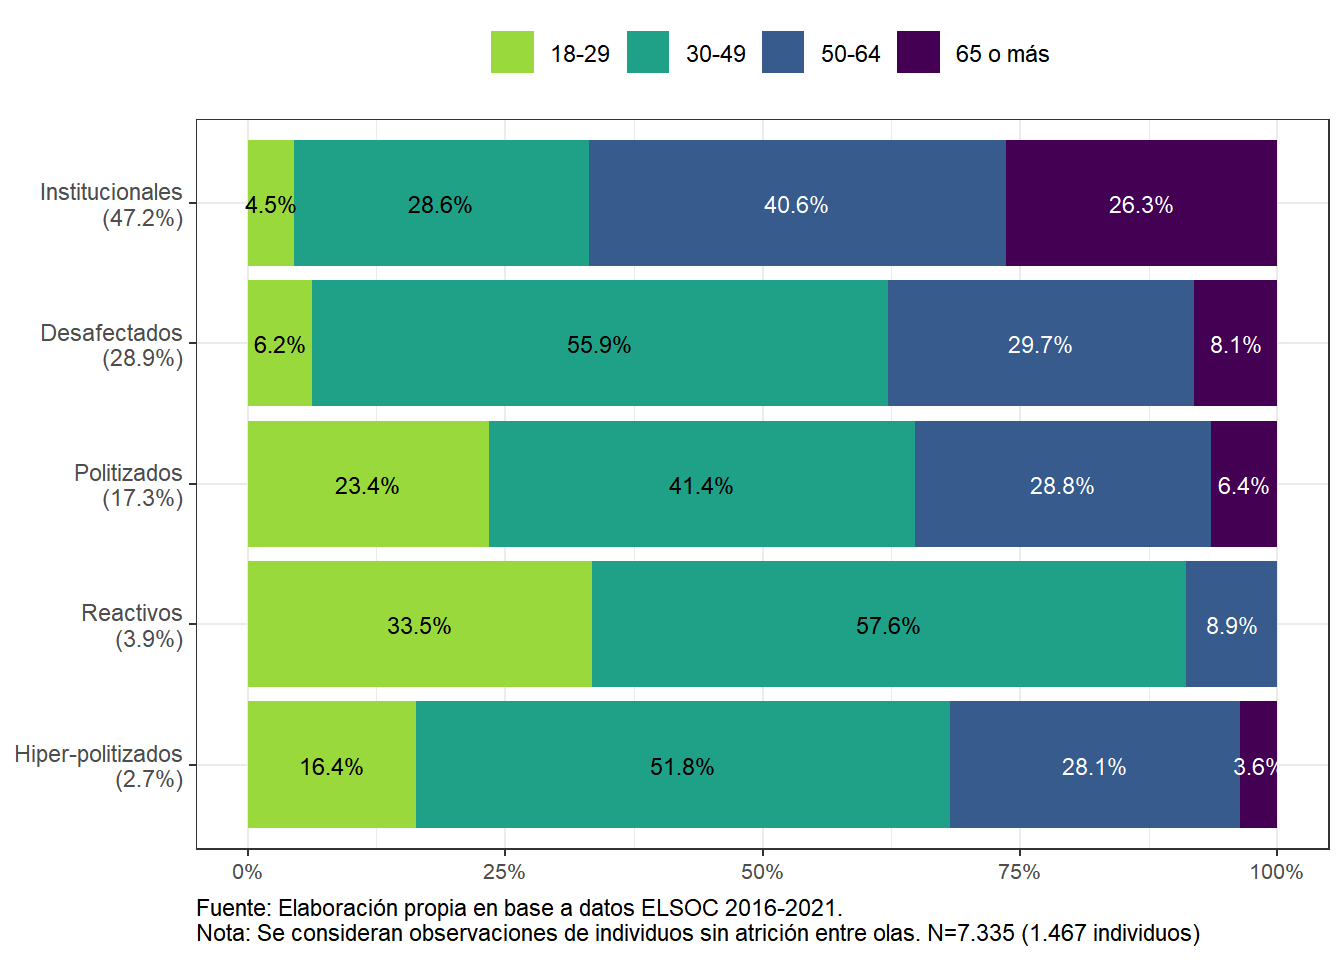 18-29 30-49 50-64 65 o más
Institucionales
(47.2%)
4.5% 28.6% 40.6% 26.3%
Desafectados
(28.9%)
6.2% 55.9% 29.7% 8.1%
Politizados
(17.3%)
23.4% 41.4% 28.8% 6.4%
Reactivos
(3.9%)
33.5% 57.6% 8.9%
Hiper-politizados
(2.7%)
16.4% 51.8% 28.1% 3.6%
0% 25% 50% 75% 100%
Fuente: Elaboración propia en base a datos ELSOC 2016-2021.
Nota: Se consideran observaciones de individuos sin atrición entre olas. N=7.335 (1.467 individuos)